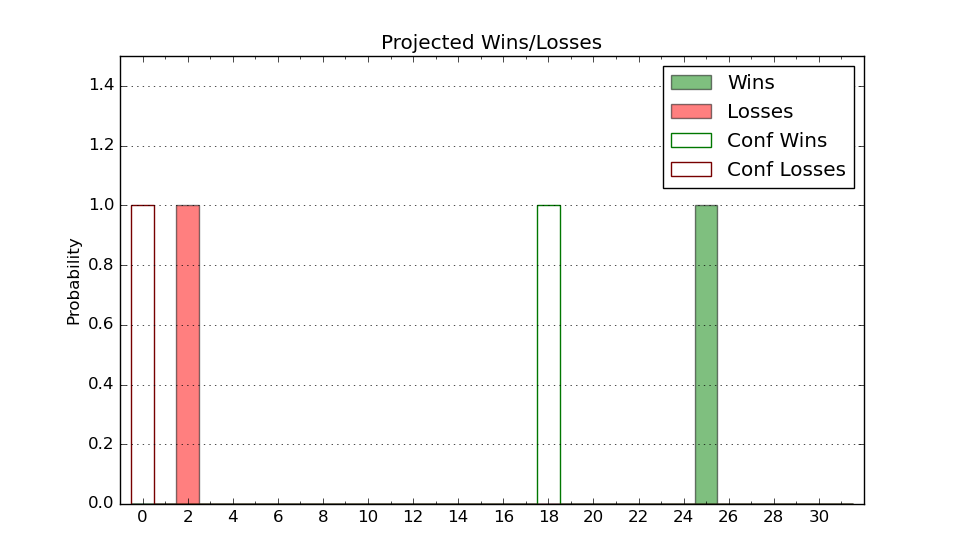 Projected Wins/Losses
Wins
Losses
Conf Wins
Conf Losses
Probability
1.4
1.2
1.0
0.8
0.6
0.4
0.2
0.0
0 2 4 6 8 10 12 14 16 18 20 22 24 26 28 30